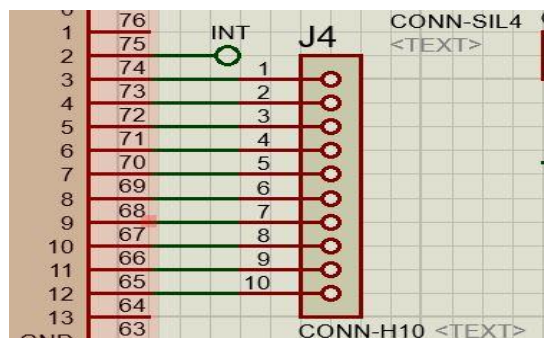 0 76
1 75
2 74 INT
3 73 1
4 72 2
5 71 3
6 70 4
7 69 5
8 68 6
9 67 7
10 66 8
11 65 9
12 64 10
13 63
GND
J4
CONN-H10 <TEXT>
CONN-SIL4
<TEXT>